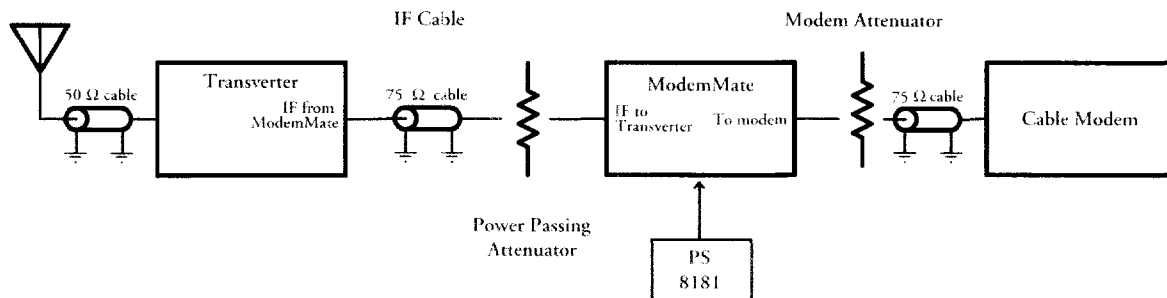 IF Cable
Modem Attenuator
Transverter
ModemMate
50 Ω cable
75 Ω cable
75 Ω cable
IF from
ModemMate
IF to
Transverter
To modem
Cable Modem
Power Passing
Attenuator
PS
8181